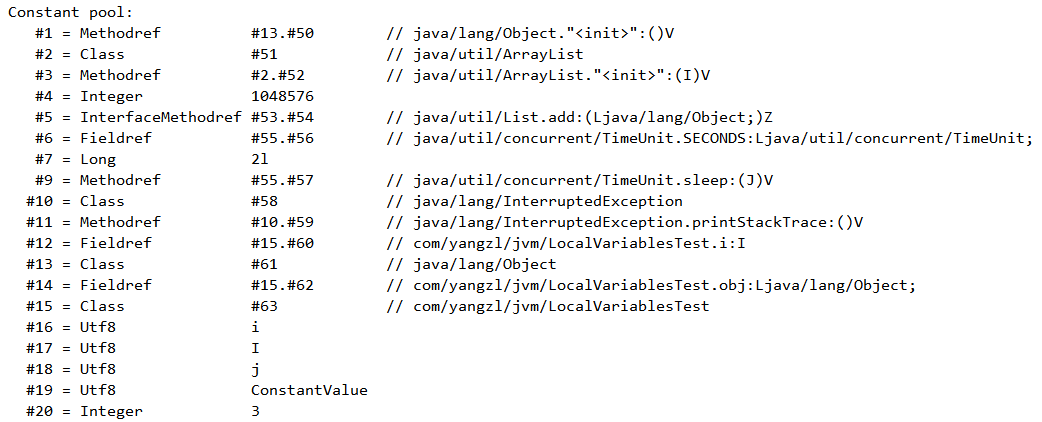 Constant pool:
#1 = Methodref #13.#50 // java/lang/Object."<init>":()V
#2 = Class #51 // java/util/ArrayList
#3 = Methodref #2.#52 // java/util/ArrayList."<init>":(I)V
#4 = Integer 1048576
#5 = InterfaceMethodref #53.#54 // java/util/List.add:(Ljava/lang/Object;)Z
#6 = Fieldref #55.#56 // java/util/concurrent/TimeUnit.SECONDS:Ljava/util/concurrent/TimeUnit;
#7 = Long 2l
#9 = Methodref #55.#57 // java/util/concurrent/TimeUnit.sleep:(J)V
#10 = Class #58 // java/lang/InterruptedException
#11 = Methodref #10.#59 // java/lang/InterruptedException.printStackTrace:()V
#12 = Fieldref #15.#60 // com/yangzl/jvm/LocalVariablesTest.i:I
#13 = Class #61 // java/lang/Object
#14 = Fieldref #15.#62 // com/yangzl/jvm/LocalVariablesTest.obj:Ljava/lang/Object;
#15 = Class #63 // com/yangzl/jvm/LocalVariablesTest
#16 = Utf8 i
#17 = Utf8 I
#18 = Utf8 j
#19 = Utf8 ConstantValue
#20 = Integer 3